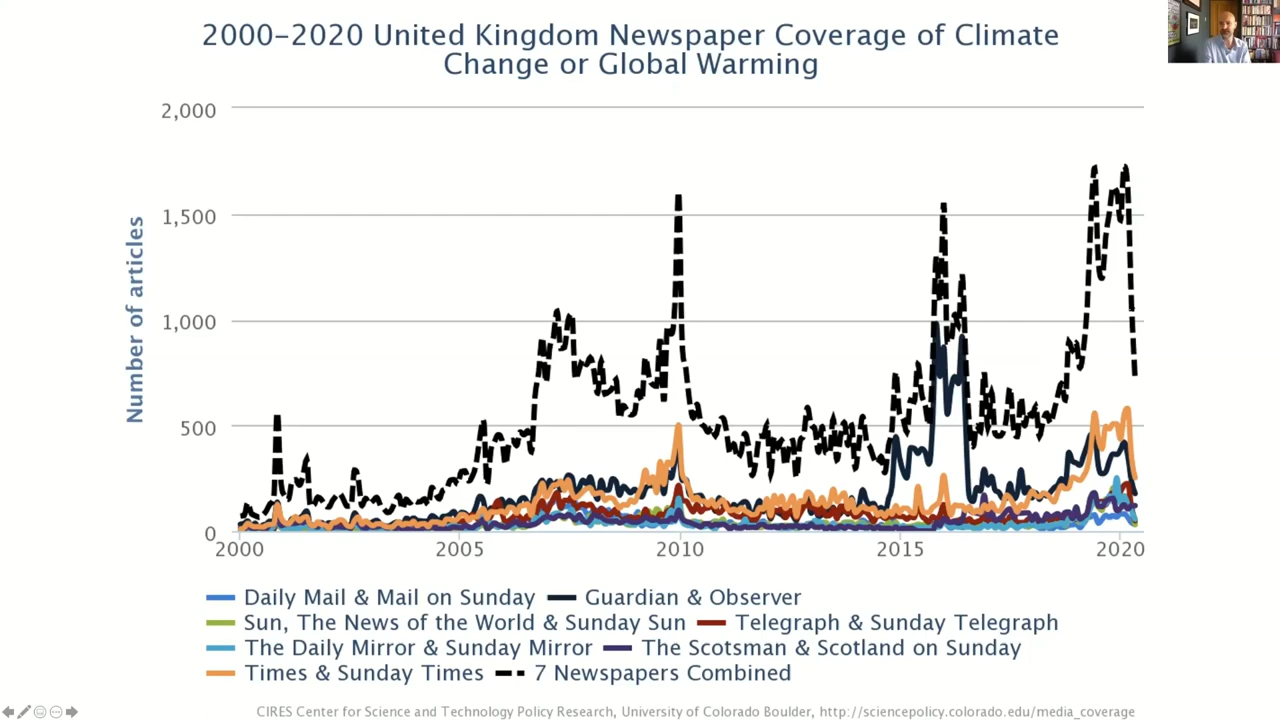 2000-2020 United Kingdom Newspaper Coverage of Climate
Change or Global Warming
Number of articles
2,000
1,500
1,000
500
0
2000 2005 2010 2015 2020
Daily Mail & Mail on Sunday Guardian & Observer
Sun, The News of the World & Sunday Sun Telegraph & Sunday Telegraph
The Daily Mirror & Sunday Mirror The Scotsman & Scotland on Sunday
Times & Sunday Times 7 Newspapers Combined
CIRES Center for Science and Technology Policy Research, University of Colorado Boulder, http://sciencepolicy.colorado.edu/media_coverage